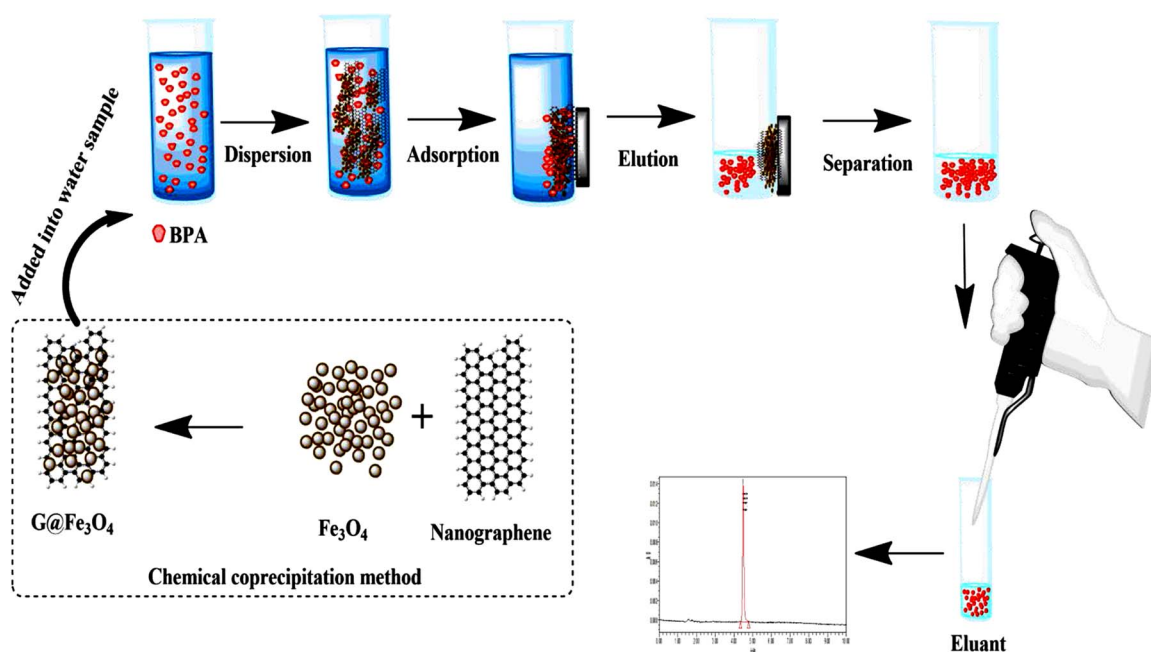 Dispersion
Adsorption
Elution
Separation
BPA
Added into water sample
G@Fe₃O₄
Fe₃O₄
+
Nanographene
Chemical coprecipitation method
Eluant